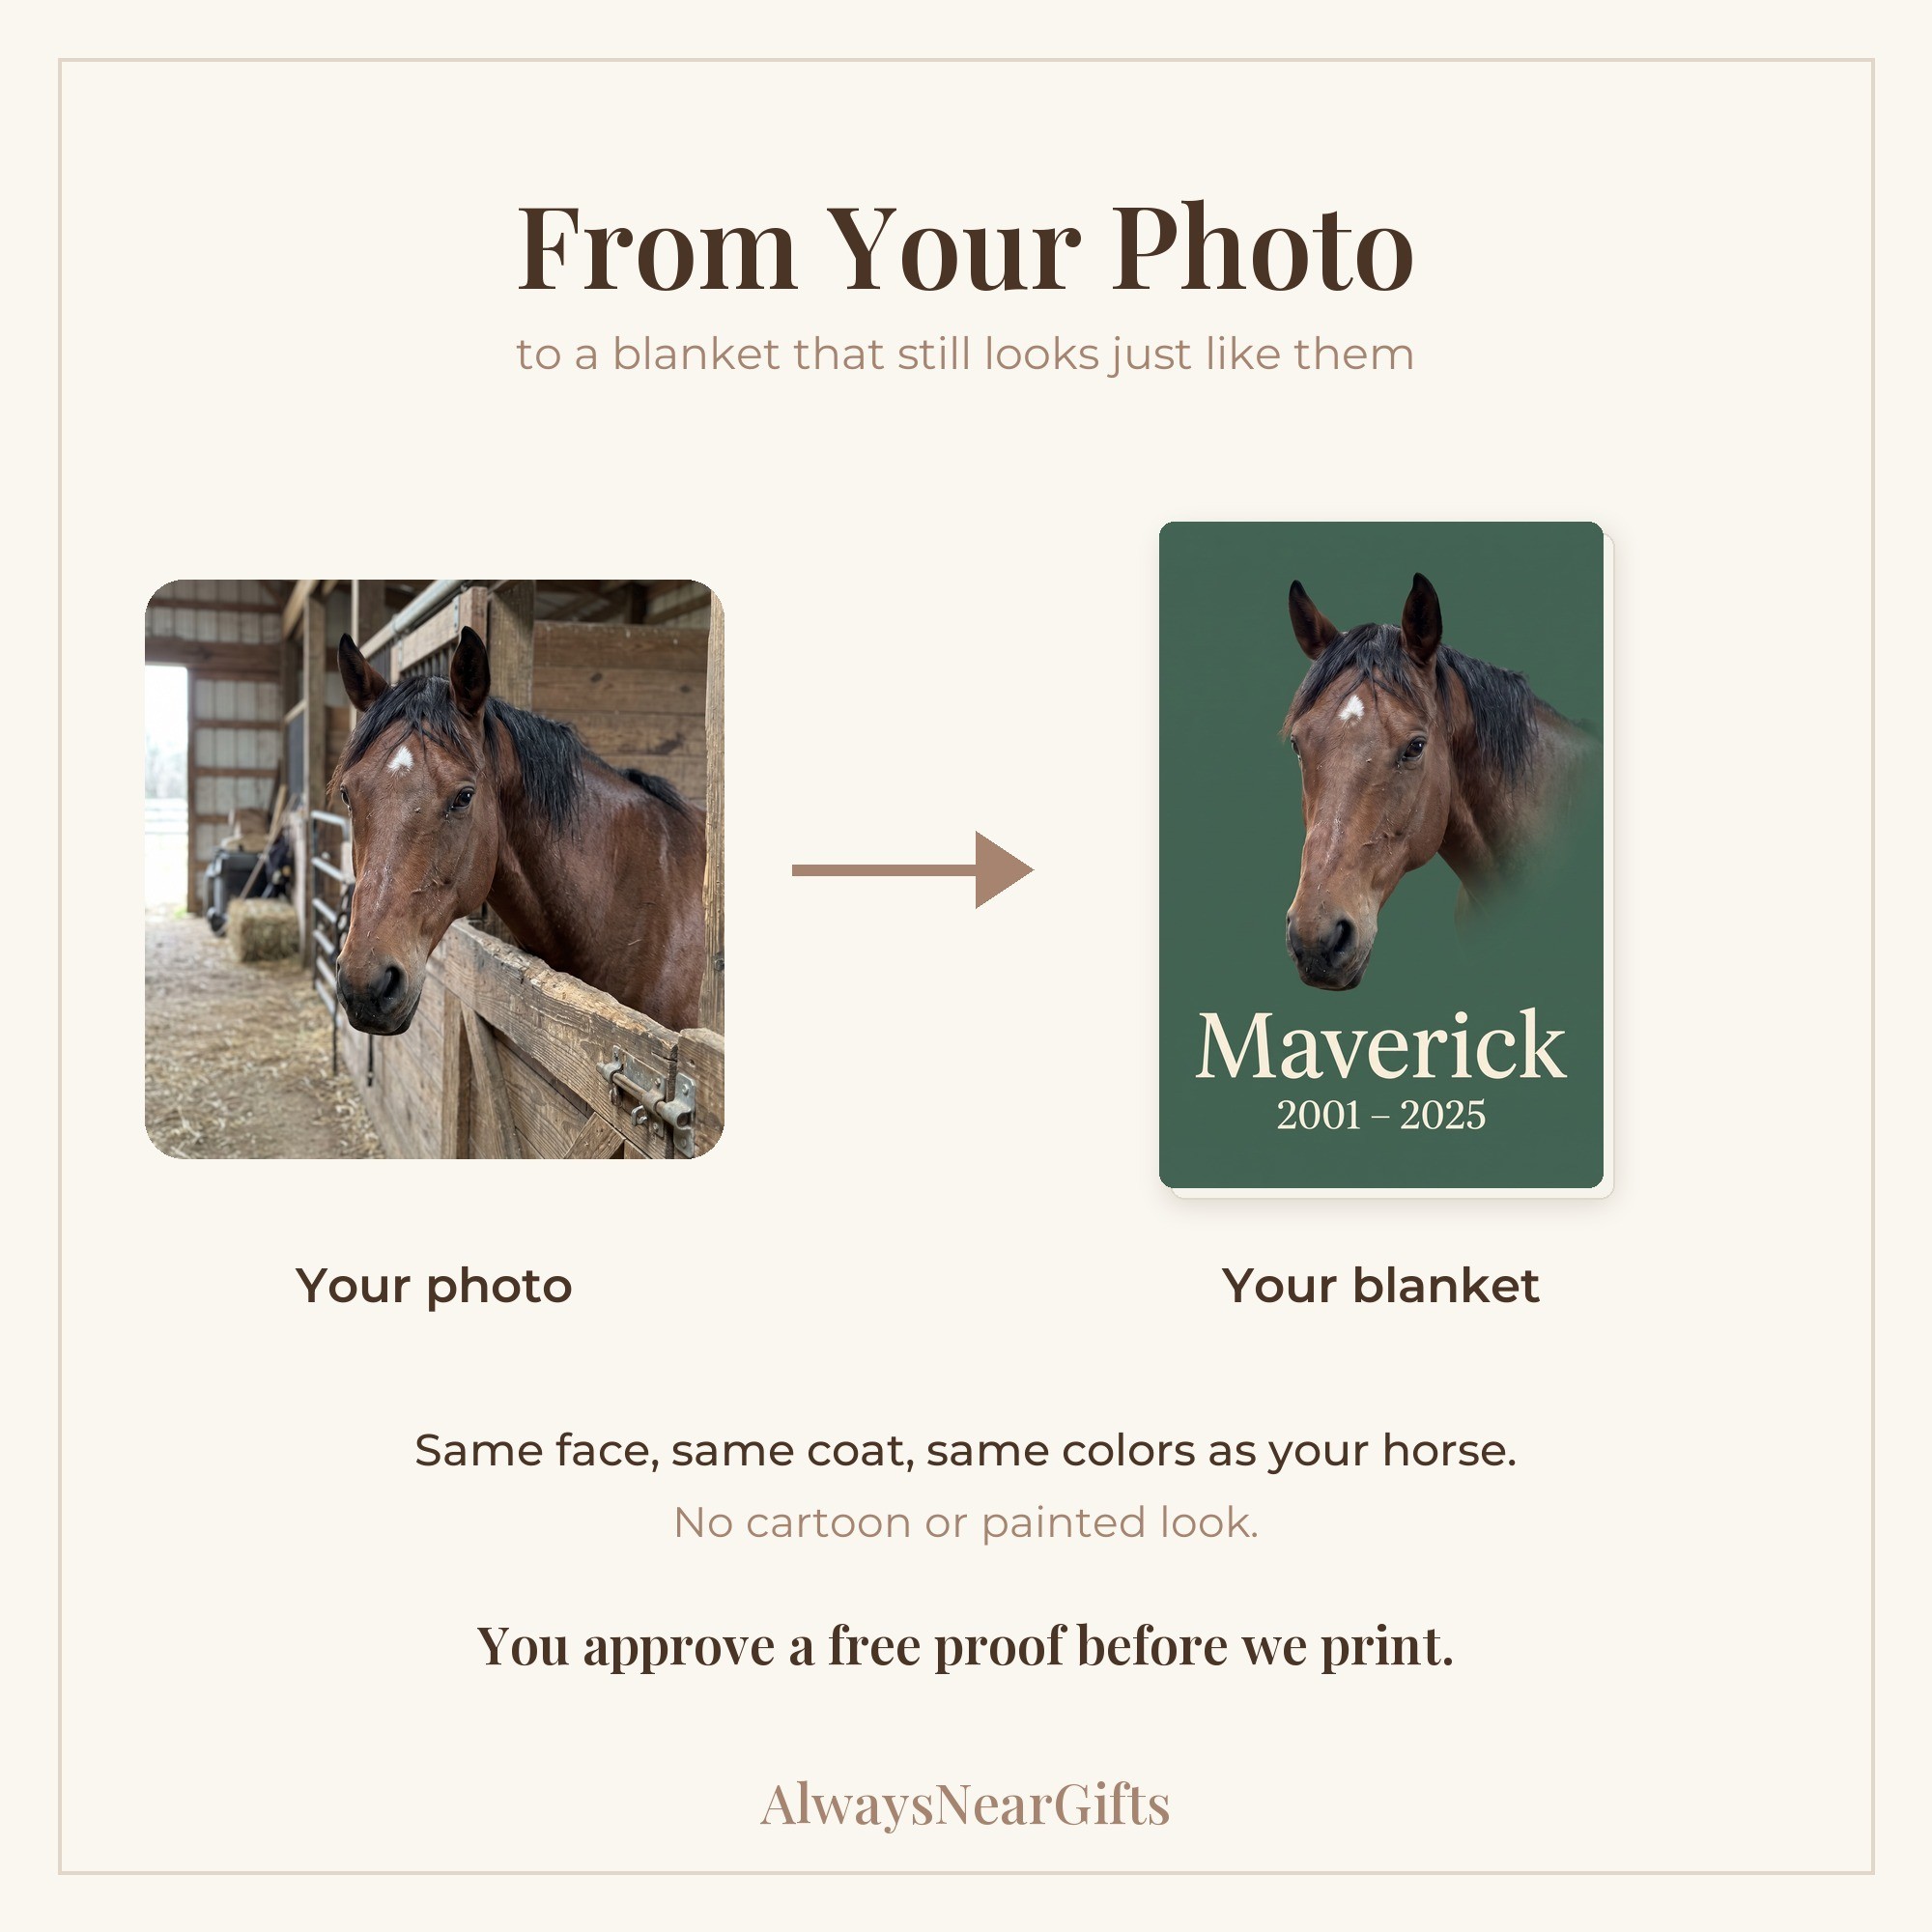 From Your Photo
to a blanket that still looks just like them
Maverick
2001 – 2025
Your photo
Your blanket
Same face, same coat, same colors as your horse.
No cartoon or painted look.
You approve a free proof before we print.
AlwaysNearGifts